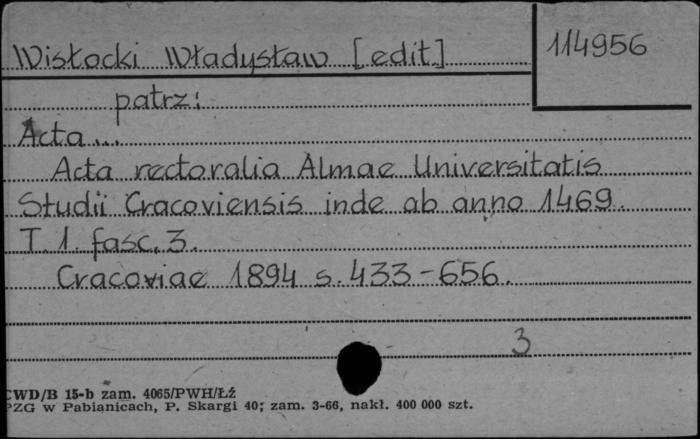 Wisłocki Władysław [edit.]
114956
patrz:
Acta...
Acta rectoralia Almae Universitatis
Studii Cracoviensis inde ab anno 1469.
T. 1. fasc. 3.
Cracoviae 1894 s. 433-656.
3
CWD/B 15-b zam. 4065/PWH/ŁŹ
PZG w Pabianicach, P. Skargi 40; zam. 3-66, nakł. 400 000 szt.